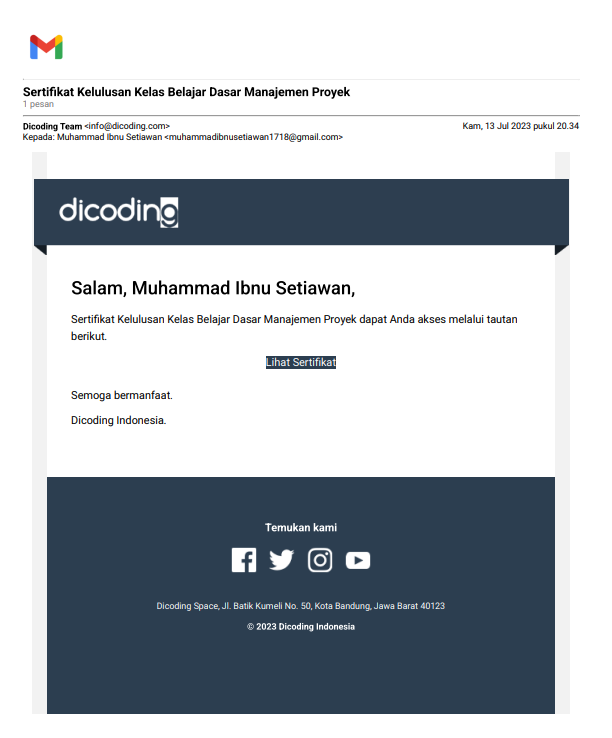 Sertifikat Kelulusan Kelas Belajar Dasar Manajemen Proyek
1 pesan
Dicoding Team <info@dicoding.com> Kam, 13 Jul 2023 pukul 20.34
Kepada: Muhammad Ibnu Setiawan <muhammadibnusetiawan1718@gmail.com>
dicoding
Salam, Muhammad Ibnu Setiawan,
Sertifikat Kelulusan Kelas Belajar Dasar Manajemen Proyek dapat Anda akses melalui tautan
berikut.
Lihat Sertifikat
Semoga bermanfaat.
Dicoding Indonesia.
Temukan kami
Dicoding Space, Jl. Batik Kumeli No. 50, Kota Bandung, Jawa Barat 40123
© 2023 Dicoding Indonesia